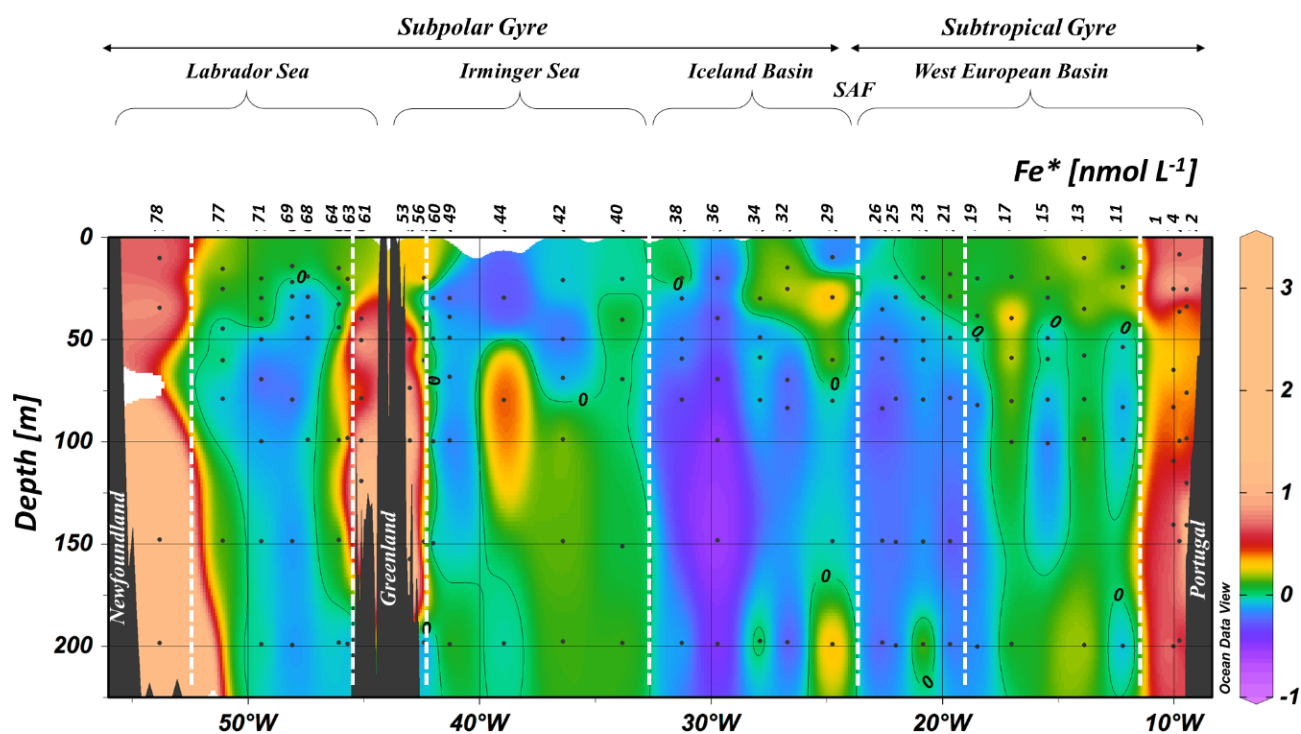 Subpolar Gyre Subtropical Gyre
Labrador Sea Irminger Sea Iceland Basin West European Basin
SAF
Fe* [nmol L-1]
78 77 71 69 68 64 63 61 53 56 60 49 44 42 40 38 36 34 32 29 26 25 23 21 19 17 15 13 11 1 4 2
0
50
100
150
200
Depth [m]
Newfoundland
Greenland
Portugal
0 0 0 0 0 0 0 0 0 0 0 0
Ocean Data View
3
2
1
0
-1
50°W 40°W 30°W 20°W 10°W